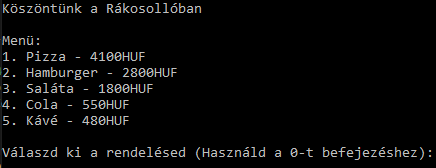 Köszöntünk a Rákosollóban
Menü:
1. Pizza - 4100HUF
2. Hamburger - 2800HUF
3. Saláta - 1800HUF
4. Cola - 550HUF
5. Kávé - 480HUF
Válaszd ki a rendelésed (Használd a 0-t befejezéshez):